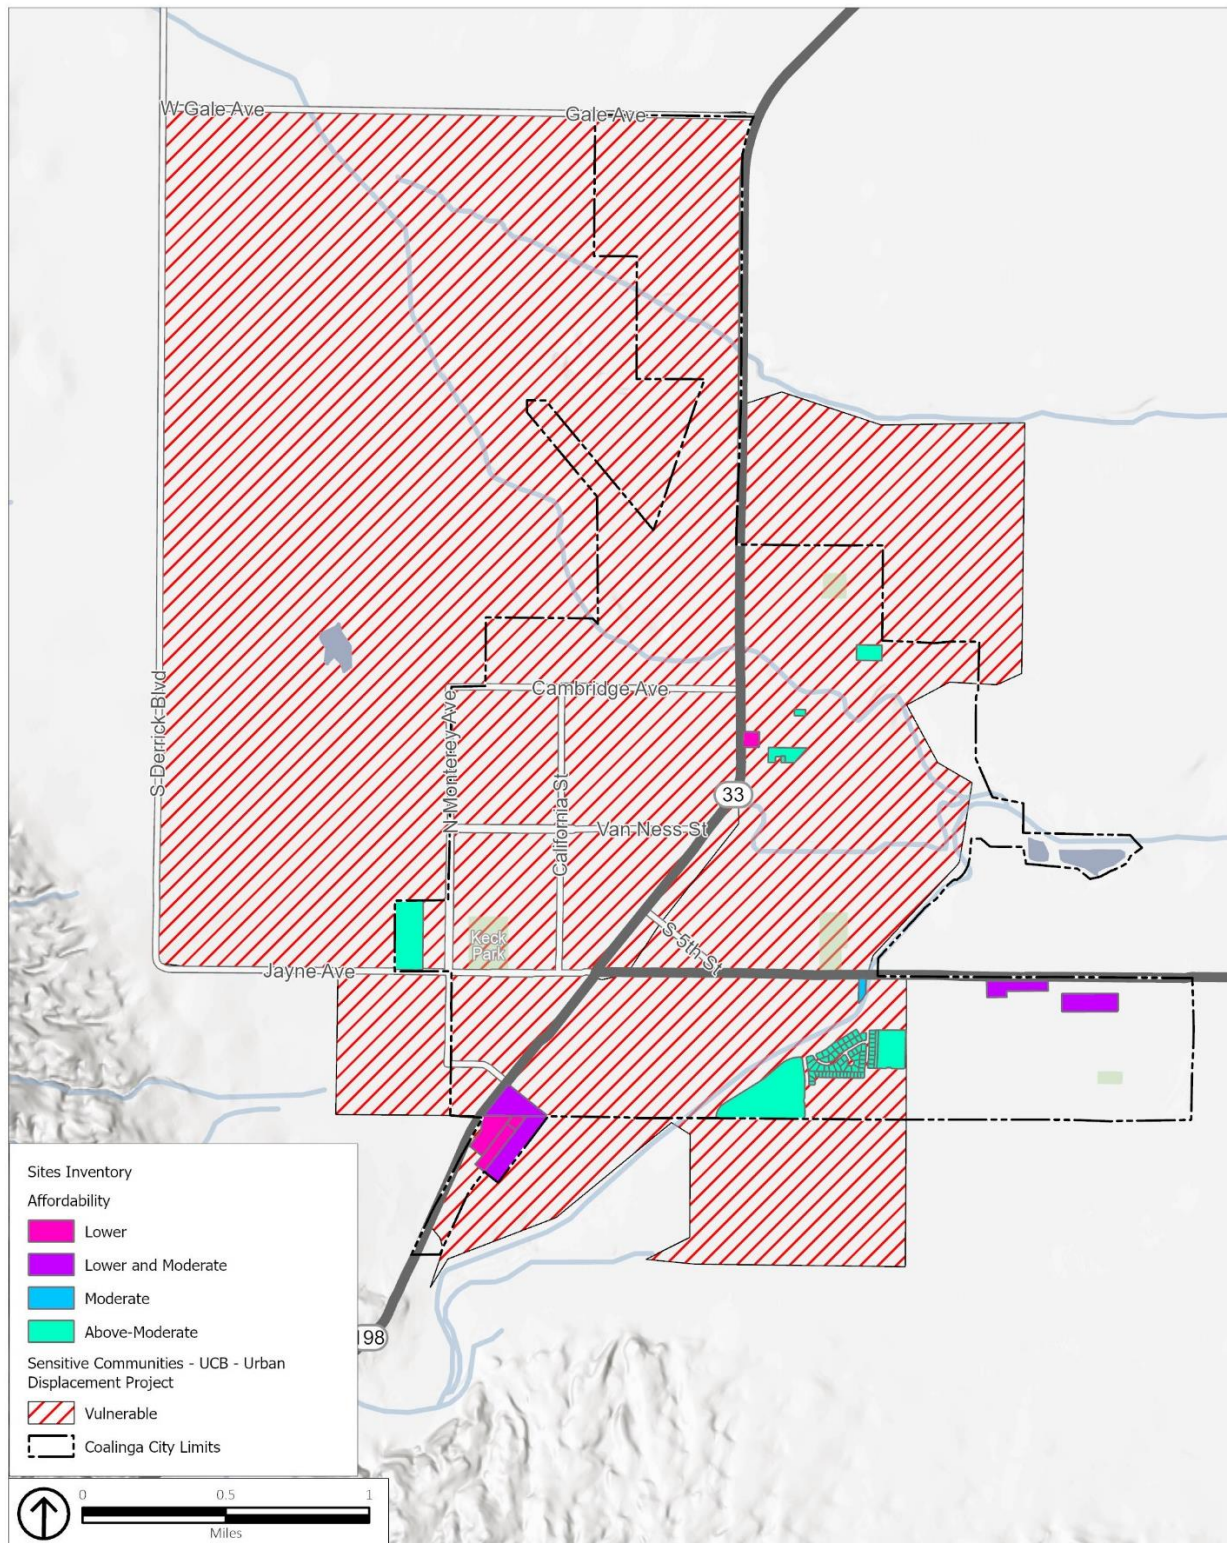 W Gale Ave
Gale Ave
Cambridge Ave
S Derrick Blvd
N Monterey Ave
California St
33
Van Ness St
Keck
Park
S 5th St
Jayne Ave
198
Sites Inventory
Affordability
Lower
Lower and Moderate
Moderate
Above-Moderate
Sensitive Communities - UCB - Urban
Displacement Project
Vulnerable
Coalinga City Limits
0 0.5 1
Miles